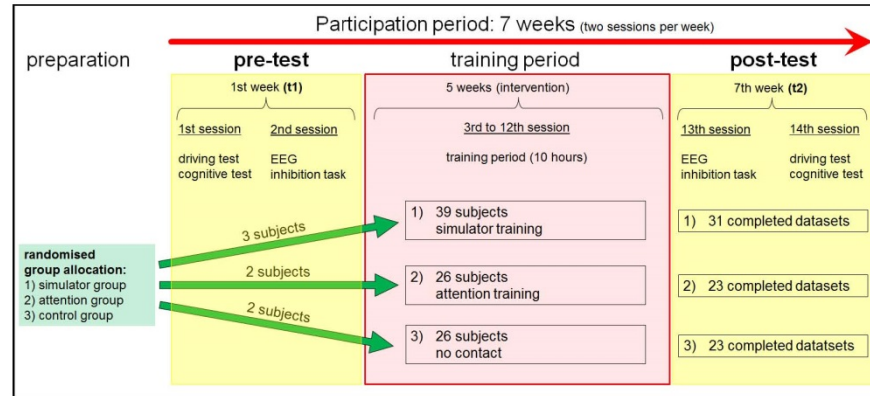 Participation period: 7 weeks (two sessions per week)
preparation
pre-test
training period
post-test
1st week (t1)
5 weeks (intervention)
7th week (t2)
1st session
2nd session
3rd to 12th session
13th session
14th session
driving test
cognitive test
EEG
inhibition task
training period (10 hours)
EEG
inhibition task
driving test
cognitive test
randomised
group allocation:
1) simulator group
2) attention group
3) control group
3 subjects
2 subjects
2 subjects
1) 39 subjects
simulator training
2) 26 subjects
attention training
3) 26 subjects
no contact
1) 31 completed datasets
2) 23 completed datasets
3) 23 completed datatsets